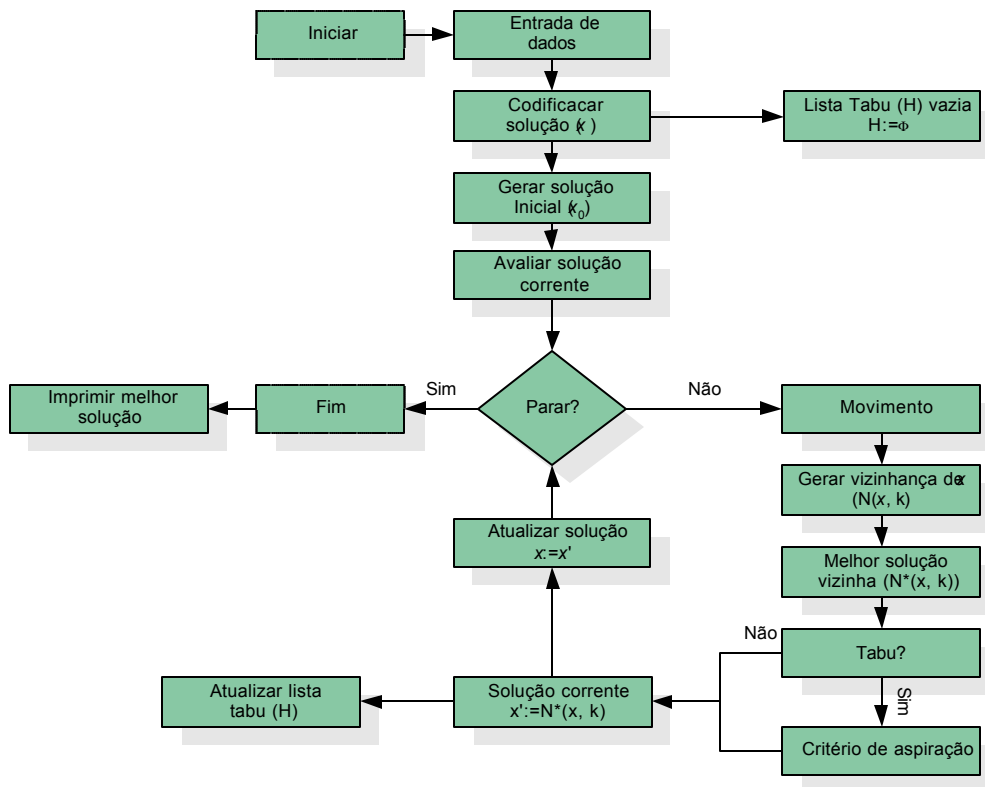 Iniciar
Entrada de
dados
Codificacar
solução (x )
Lista Tabu (H) vazia
H:=Φ
Gerar solução
Inicial (x0)
Avaliar solução
corrente
Parar?
Sim
Não
Fim
Imprimir melhor
solução
Movimento
Gerar vizinhança de x
(N(x, k)
Melhor solução
vizinha (N*(x, k))
Tabu?
Não
Sim
Critério de aspiração
Solução corrente
x':=N*(x, k)
Atualizar lista
tabu (H)
Atualizar solução
x:=x'